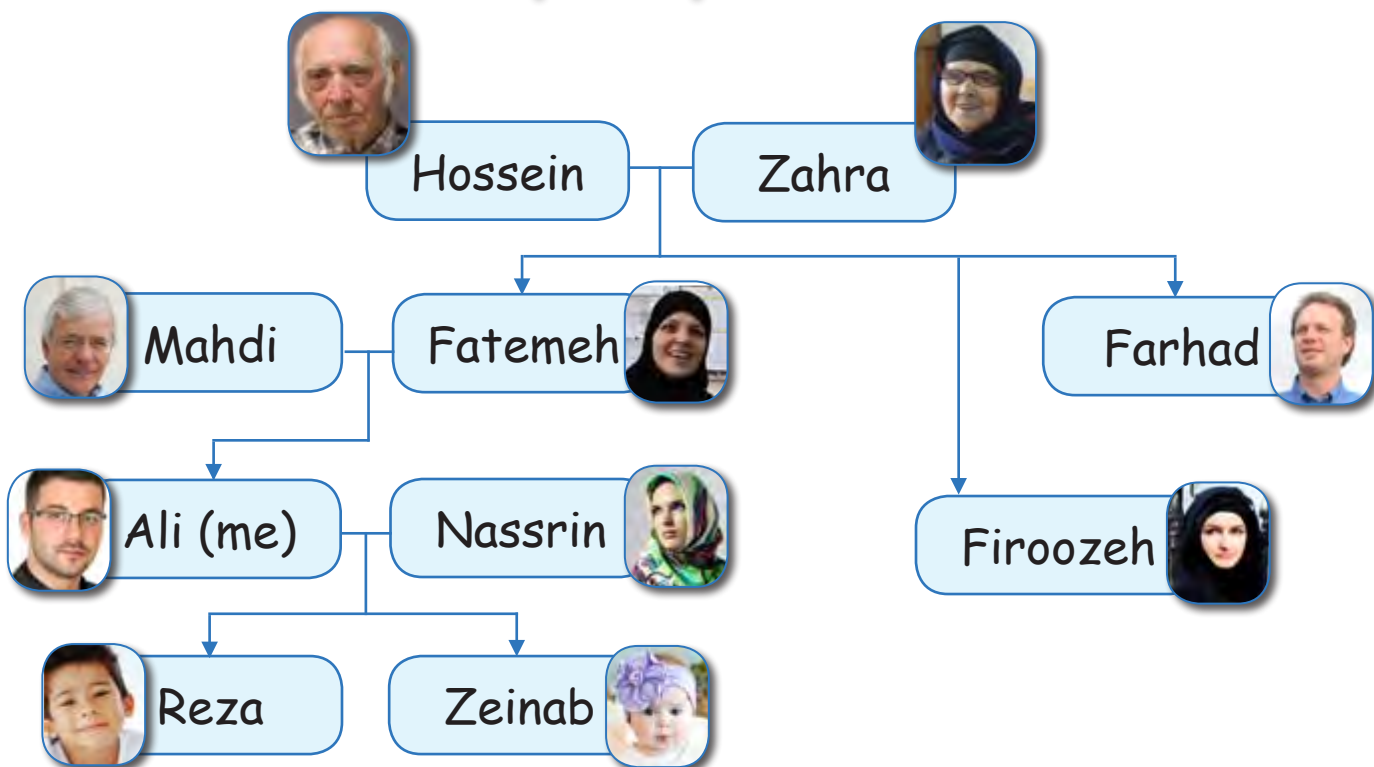 Hossein
Zahra
Mahdi
Fatemeh
Farhad
Ali (me)
Nassrin
Firoozeh
Reza
Zeinab